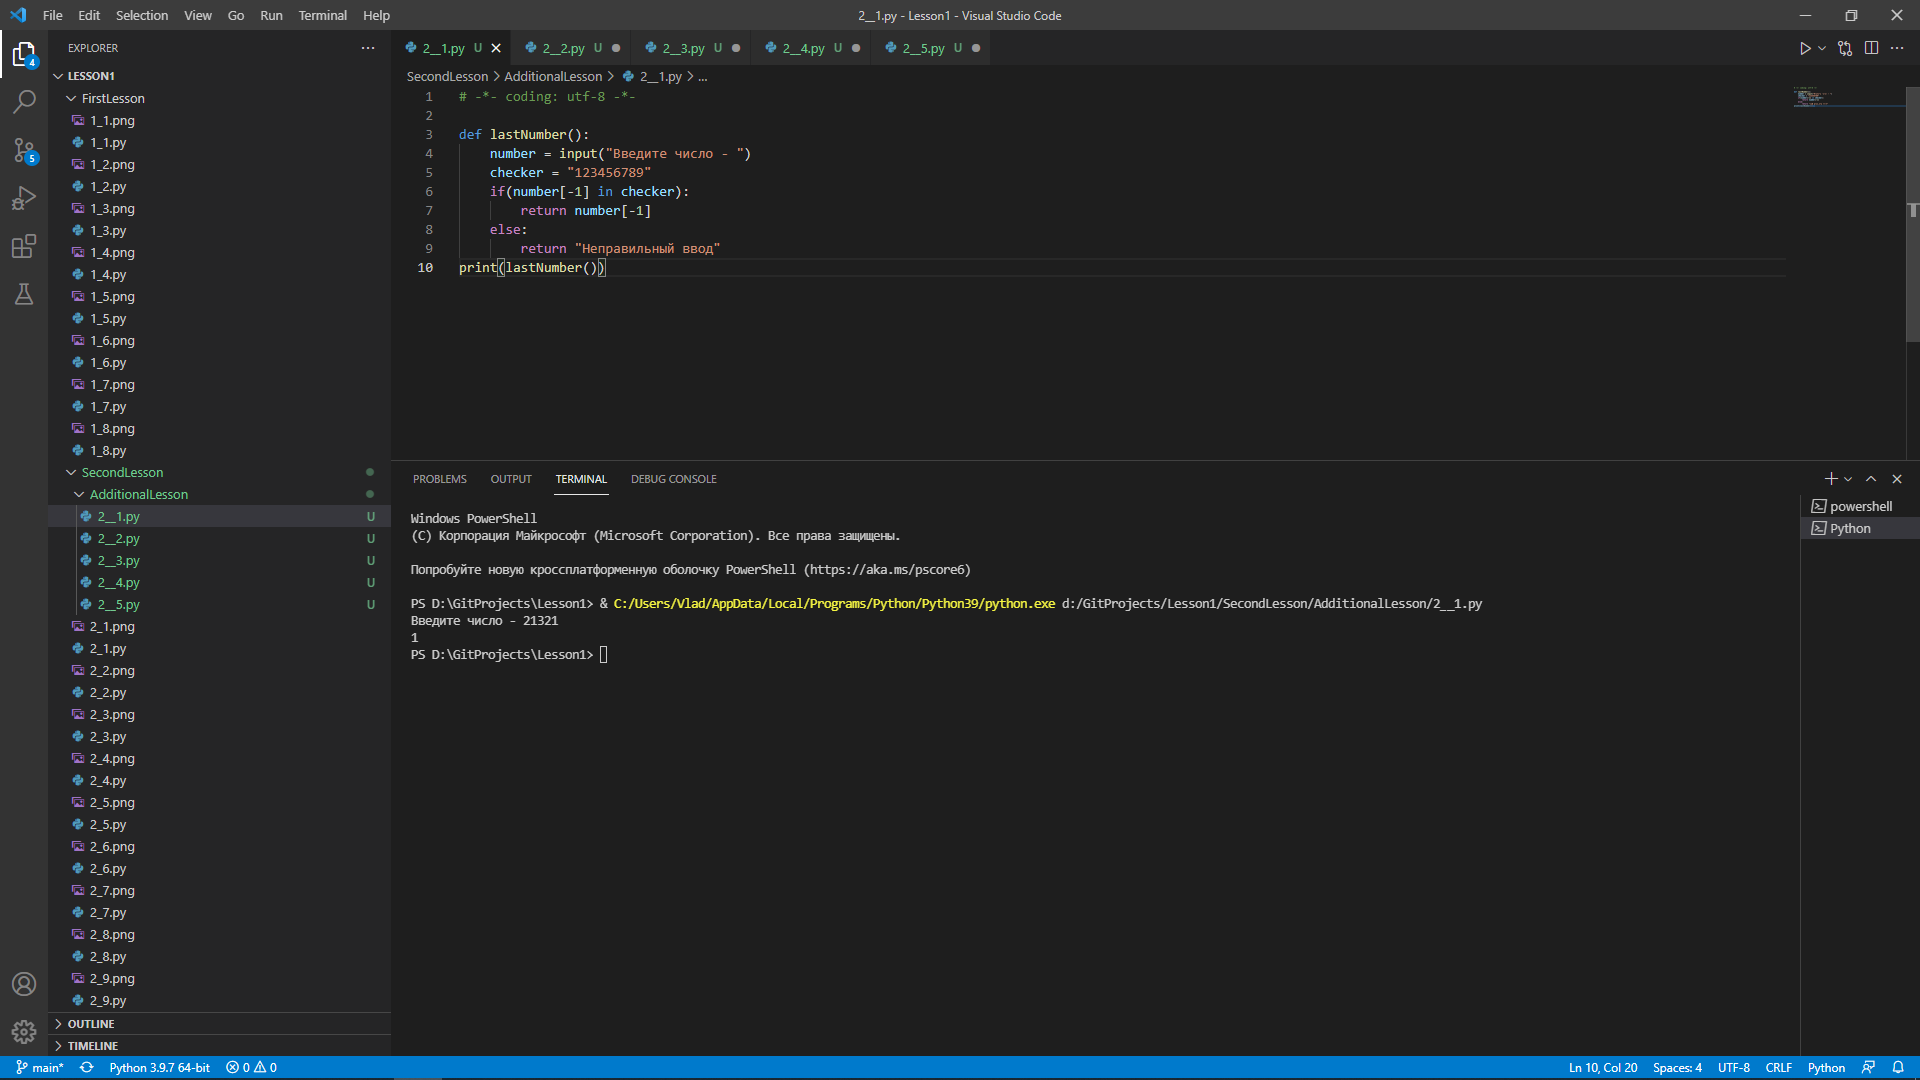 File Edit Selection View Go Run Terminal Help
2__1.py - Lesson1 - Visual Studio Code
EXPLORER
LESSON1
FirstLesson
1_1.png
1_1.py
1_2.png
1_2.py
1_3.png
1_3.py
1_4.png
1_4.py
1_5.png
1_5.py
1_6.png
1_6.py
1_7.png
1_7.py
1_8.png
1_8.py
SecondLesson
AdditionalLesson
2__1.py U
2__2.py U
2__3.py U
2__4.py U
2__5.py U
2_1.png
2_1.py
2_2.png
2_2.py
2_3.png
2_3.py
2_4.png
2_4.py
2_5.png
2_5.py
2_6.png
2_6.py
2_7.png
2_7.py
2_8.png
2_8.py
2_9.png
2_9.py
OUTLINE
TIMELINE
4
5
2__1.py U 2__2.py U 2__3.py U 2__4.py U 2__5.py U
SecondLesson > AdditionalLesson > 2__1.py > ...
1 # -*- coding: utf-8 -*-
2
3 def lastNumber():
4 number = input("Введите число - ")
5 checker = "123456789"
6 if(number[-1] in checker):
7 return number[-1]
8 else:
9 return "Неправильный ввод"
10 print(lastNumber())
PROBLEMS OUTPUT TERMINAL DEBUG CONSOLE
powershell
Python
Windows PowerShell
(C) Корпорация Майкрософт (Microsoft Corporation). Все права защищены.
Попробуйте новую кроссплатформенную оболочку PowerShell (https://aka.ms/pscore6)
PS D:\GitProjects\Lesson1> & C:/Users/Vlad/AppData/Local/Programs/Python/Python39/python.exe d:/GitProjects/Lesson1/SecondLesson/AdditionalLesson/2__1.py
Введите число - 21321
1
PS D:\GitProjects\Lesson1>
main* Python 3.9.7 64-bit 0 0
Ln 10, Col 20 Spaces: 4 UTF-8 CRLF Python